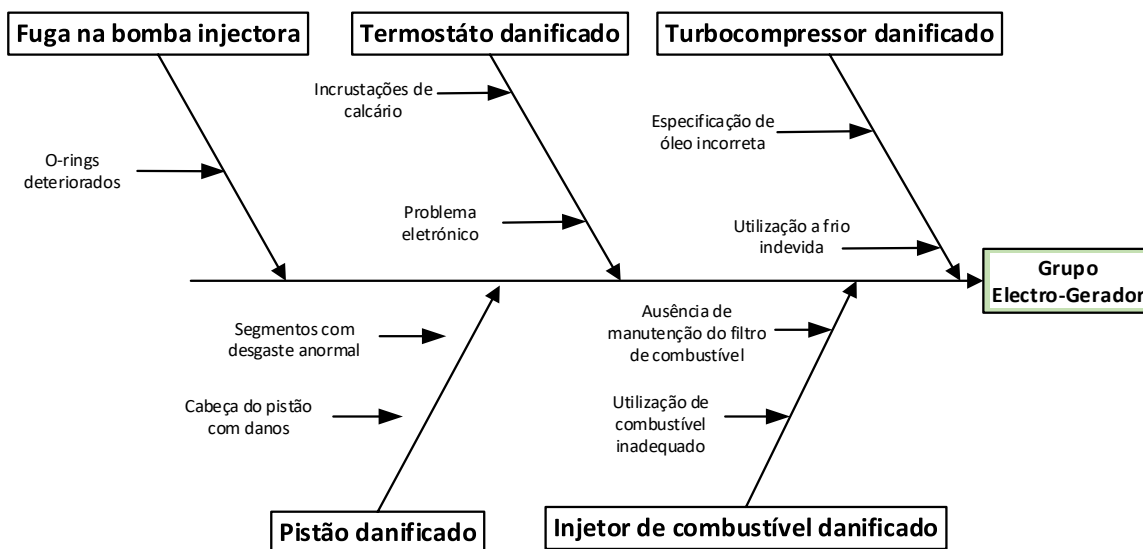 Fuga na bomba injectora
Termostáto danificado
Turbocompressor danificado
Incrustações de
calcário
Especificação de
óleo incorreta
O-rings
deteriorados
Problema
eletrónico
Utilização a frio
indevida
Grupo
Electro-Gerador
Segmentos com
desgaste anormal
Ausência de
manutenção do filtro
de combustível
Cabeça do pistão
com danos
Utilização de
combustível
inadequado
Pistão danificado
Injetor de combustível danificado